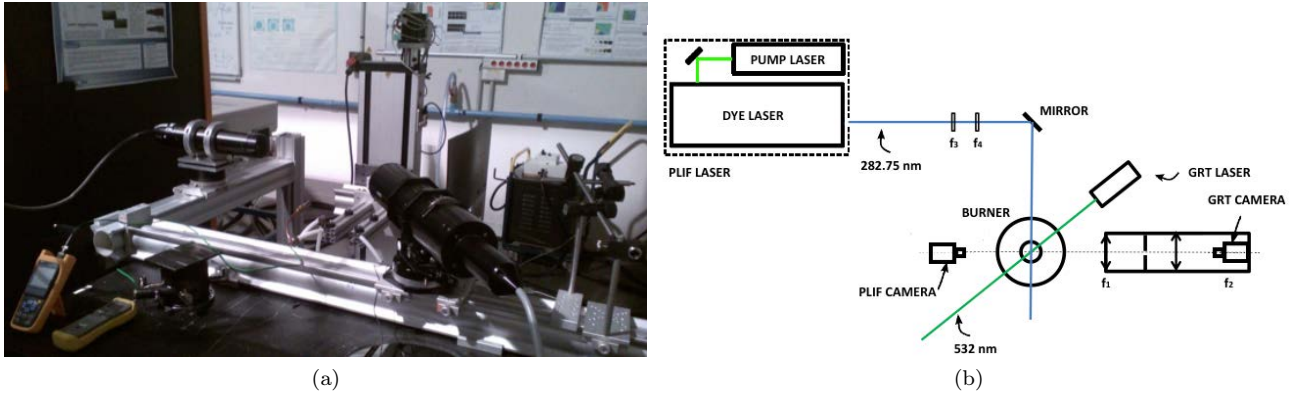 PUMP LASER
DYE LASER
MIRROR
f₃
f₄
282.75 nm
PLIF LASER
GRT LASER
GRT CAMERA
BURNER
PLIF CAMERA
f₁
f₂
532 nm
(a)
(b)